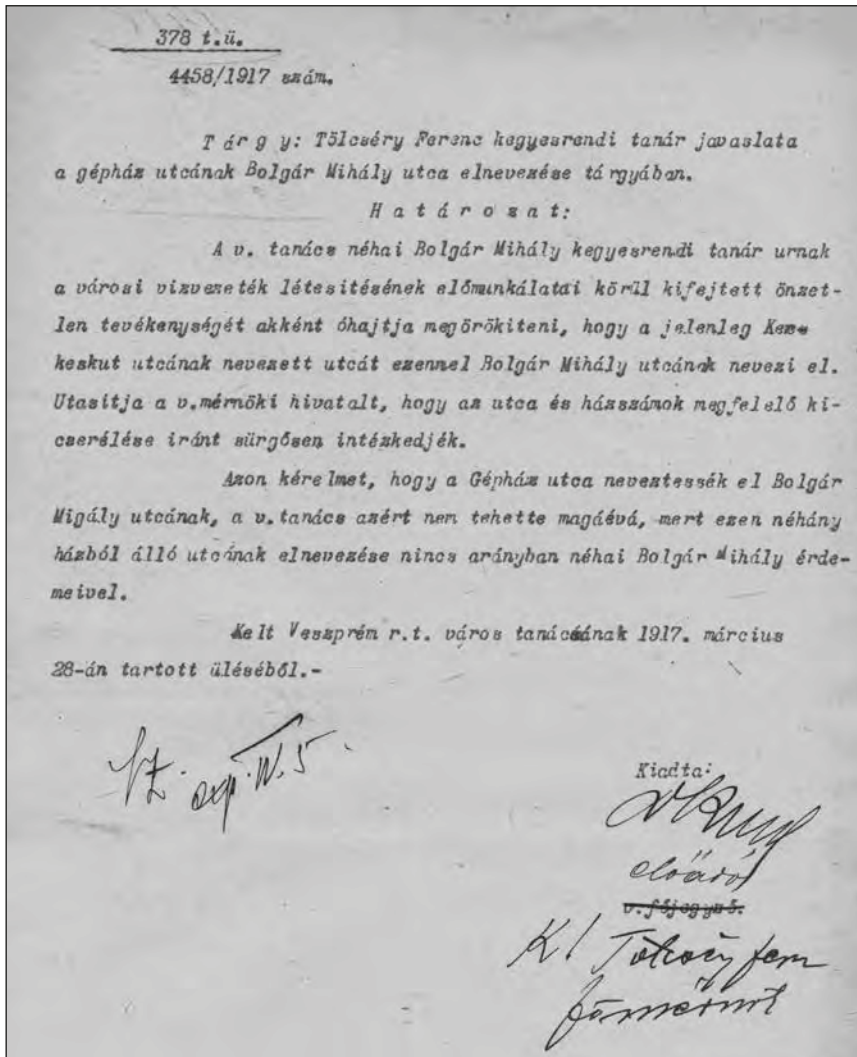 378 t.ü.
4458/1917 szám.
T á r g y: Tölcséry Ferenc kegyesrendi tanár javaslata
a gépház utcának Bolgár Mihály utca elnevezése tárgyában.
H a t á r o z a t:
A v. tanács néhai Bolgár Mihály kegyesrendi tanár urnak
a városi vizvezeték létesitésének előmunkálatai körül kifejtett önzet-
len tevékenységét akként óhajtja megörökiteni, hogy a jelenleg
keskut utcának nevezett utcát ezennel Bolgár Mihály utcának nevezi el.
Utasitja a v.mérnöki hivatalt, hogy az utca és házszámok megfelelő ki-
cserélése iránt sürgősen intézkedjék.
Azon kérelmet, hogy a Gépház utca neveztessék el Bolgár
Migály utcának, a v.tanács azért nem tehette magáévá, mert ezen néhány
házból álló utcának elnevezése nincs arányban néhai Bolgár Mihály érde-
meivel.
Kelt Veszprém r.t. város tanácsának 1917. március
28-án tartott üléséből.-
exp. IV. 5.
Kiadta:
előadó
v. főjegyző.
K/
főmérnök